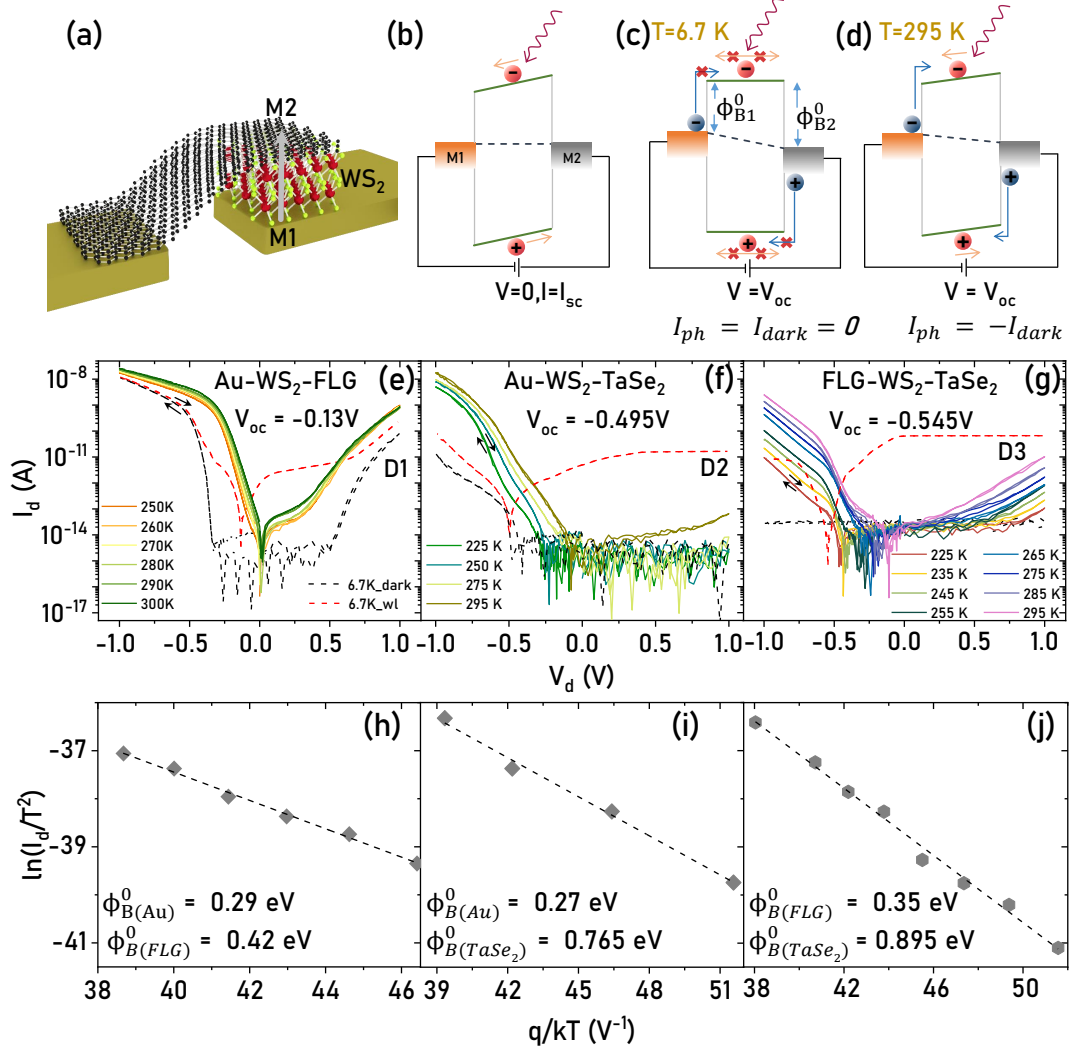 (a)
M2
WS2
M1
(b)
−
M1
M2
+
V=0,I=Isc
(c)
T=6.7 K
−
−
Φ⁰B1
Φ⁰B2
+
+
V =Voc
Iph = Idark = 0
(d)
T=295 K
−
−
+
+
V = Voc
Iph = −Idark
Id (A)
10⁻⁸
10⁻¹¹
10⁻¹⁴
10⁻¹⁷
Au-WS2-FLG
(e)
Voc = -0.13V
D1
250K
260K
270K
280K
290K
300K
6.7K_dark
6.7K_wl
-1.0 -0.5 0.0 0.5 1.0
Au-WS2-TaSe2
(f)
Voc = -0.495V
D2
225 K
250 K
275 K
295 K
-1.0 -0.5 0.0 0.5 1.0
FLG-WS2-TaSe2
(g)
Voc = -0.545V
D3
225 K
235 K
245 K
255 K
265 K
275 K
285 K
295 K
-1.0 -0.5 0.0 0.5 1.0
Vd (V)
ln(Id/T²)
-37
-39
-41
(h)
Φ⁰B(Au) = 0.29 eV
Φ⁰B(FLG) = 0.42 eV
38 40 42 44 46
(i)
Φ⁰B(Au) = 0.27 eV
Φ⁰B(TaSe2) = 0.765 eV
39 42 45 48 51
(j)
Φ⁰B(FLG) = 0.35 eV
Φ⁰B(TaSe2) = 0.895 eV
38 42 46 50
q/kT (V⁻¹)